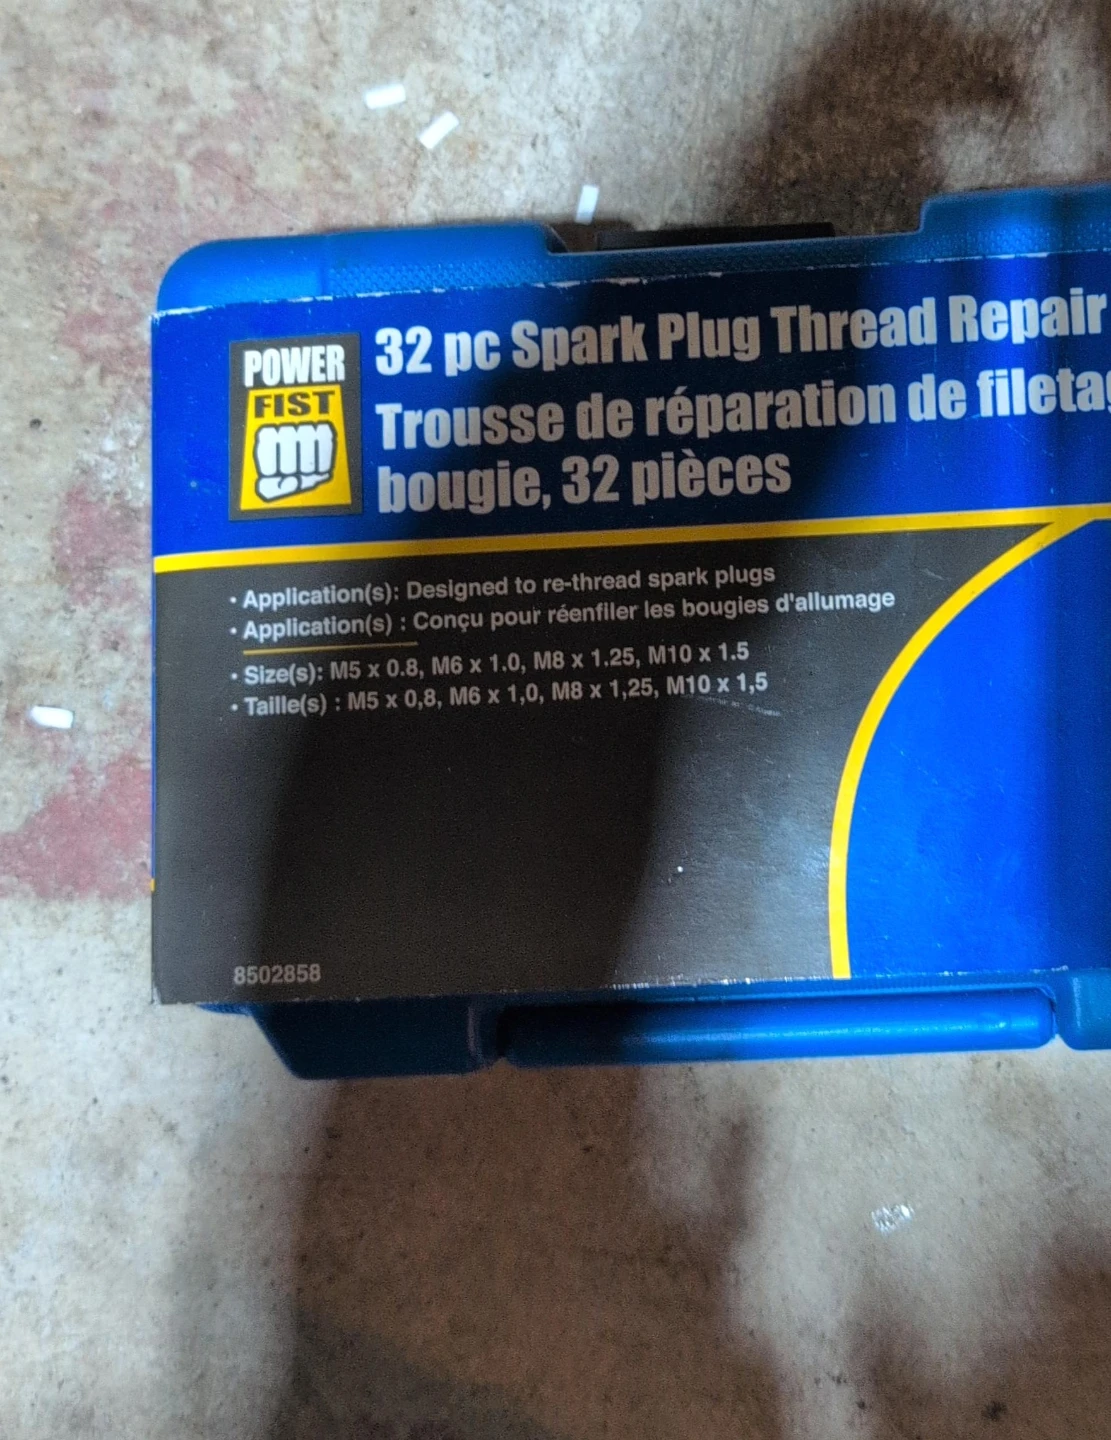 POWER
FIST
32 pc Spark Plug Thread Repair
Trousse de réparation de filetag
bougie, 32 pièces
• Application(s): Designed to re-thread spark plugs
• Application(s) : Conçu pour réenfiler les bougies d'allumage
• Size(s): M5 x 0.8, M6 x 1.0, M8 x 1.25, M10 x 1.5
• Taille(s) : M5 x 0,8, M6 x 1,0, M8 x 1,25, M10 x 1,5
8502858